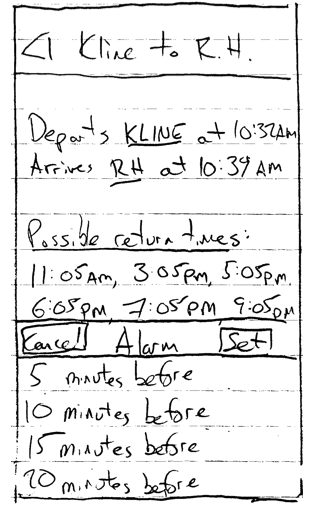 <| Kline to R.H.
Departs KLINE at 10:32AM
Arrives RH at 10:39 AM
Possible return times:
11:05AM, 3:05pm, 5:05pm.
6:05pm, 7:05pm 9:05pm
Cancel Alarm Set
5 minutes before
10 minutes before
15 minutes before
20 minutes before